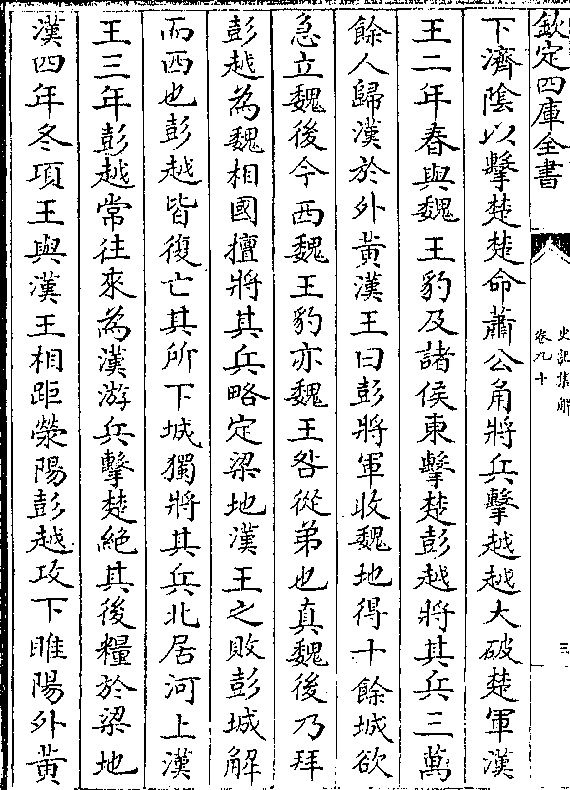 欽定四庫全書
史記集解
卷九十
三
下濟陰以擊楚楚命蕭公角將兵擊越越大破楚軍漢
王二年春與魏王豹及諸侯東擊楚彭越將其兵三萬
餘人歸漢於外黃漢王曰彭將軍收魏地得十餘城欲
急立魏後今西魏王豹亦魏王咎從弟也真魏後乃拜
彭越為魏相國擅將其兵略定梁地漢王之敗彭城解
而西也彭越皆復亡其所下城獨將其兵北居河上漢
王三年彭越常往來為漢游兵擊楚絕其後糧於梁地
漢四年冬項王與漢王相距滎陽彭越攻下睢陽外黃